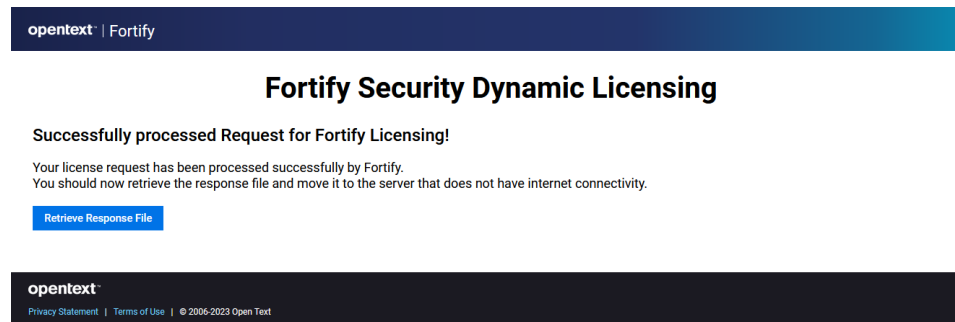 opentext™ | Fortify
Fortify Security Dynamic Licensing
Successfully processed Request for Fortify Licensing!
Your license request has been processed successfully by Fortify.
You should now retrieve the response file and move it to the server that does not have internet connectivity.
Retrieve Response File
opentext™
Privacy Statement | Terms of Use | © 2006-2023 Open Text